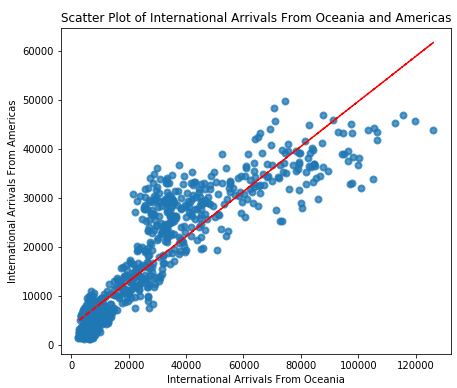 Scatter Plot of International Arrivals From Oceania and Americas
60000
50000
40000
30000
20000
10000
0
International Arrivals From Americas
0 20000 40000 60000 80000 100000 120000
International Arrivals From Oceania